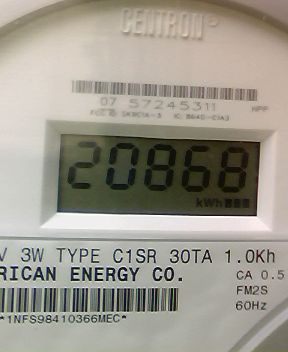 CENTRON®
07 57245311 HPP
20868
kWh
V 3W TYPE C1SR 30TA 1.0Kh
RICAN ENERGY CO. CA 0.5
FM2S
60Hz
*1NFS98410366MEC*